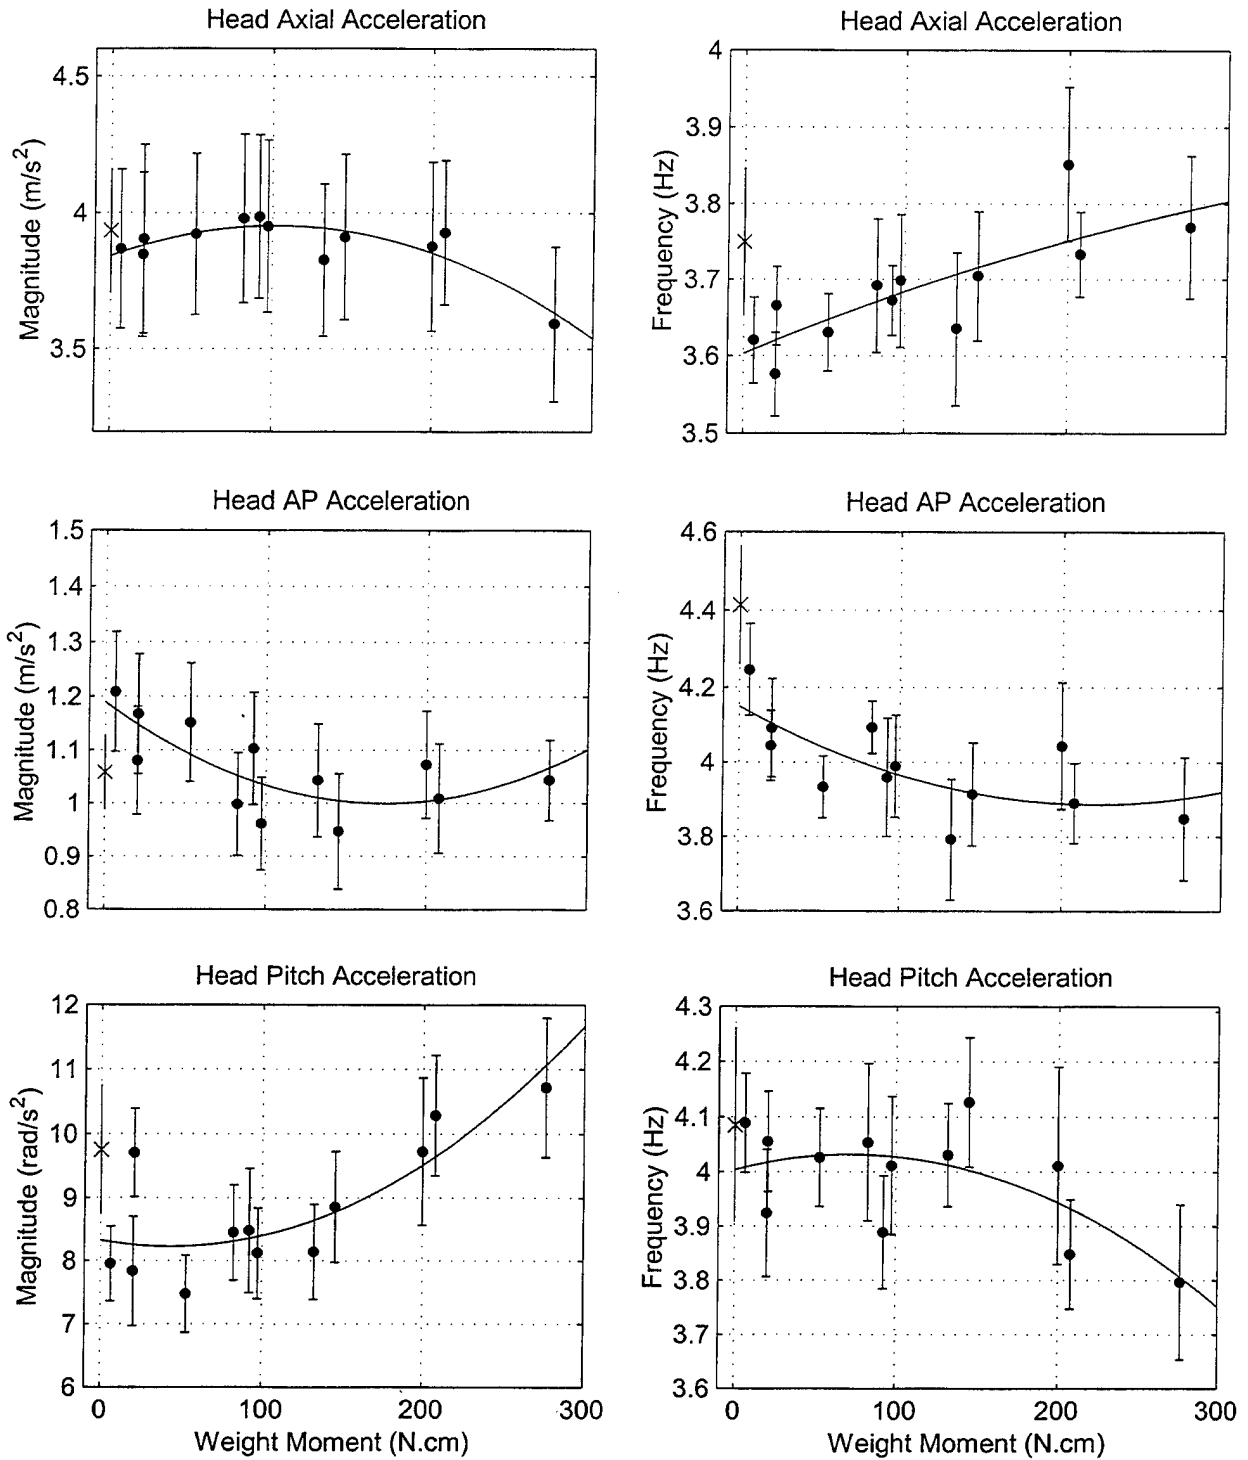 Head Axial Acceleration
Magnitude (m/s²)
4.5
4
3.5
Head Axial Acceleration
Frequency (Hz)
4
3.9
3.8
3.7
3.6
3.5
Head AP Acceleration
Magnitude (m/s²)
1.5
1.4
1.3
1.2
1.1
1
0.9
0.8
Head AP Acceleration
Frequency (Hz)
4.6
4.4
4.2
4
3.8
3.6
Head Pitch Acceleration
Magnitude (rad/s²)
12
11
10
9
8
7
6
0 100 200 300
Weight Moment (N.cm)
Head Pitch Acceleration
Frequency (Hz)
4.3
4.2
4.1
4
3.9
3.8
3.7
3.6
0 100 200 300
Weight Moment (N.cm)